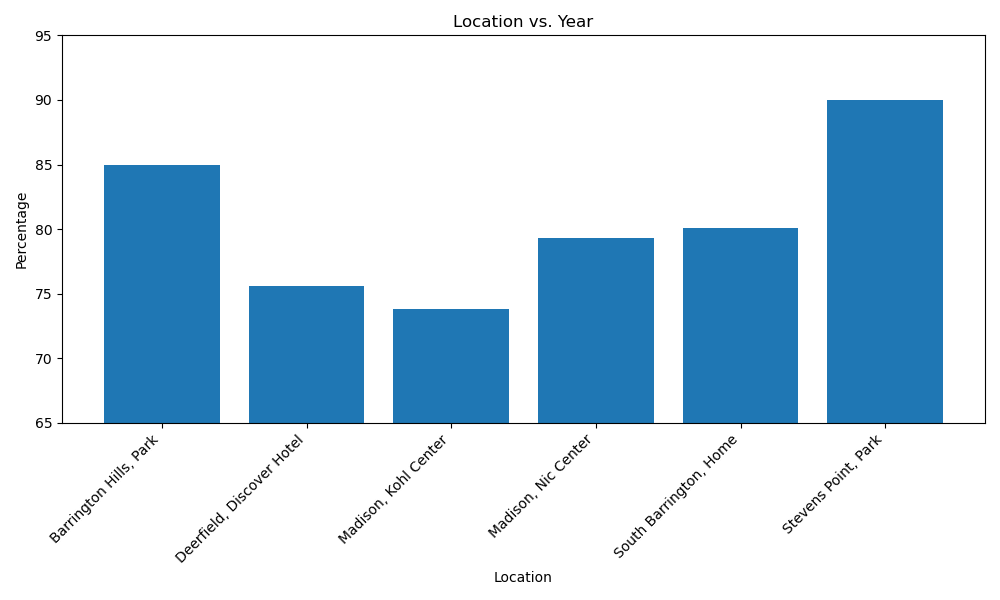 Location vs. Year
95
90
85
80
75
70
65
Percentage
Barrington Hills, Park
Deerfield, Discover Hotel
Madison, Kohl Center
Madison, Nic Center
South Barrington, Home
Stevens Point, Park
Location